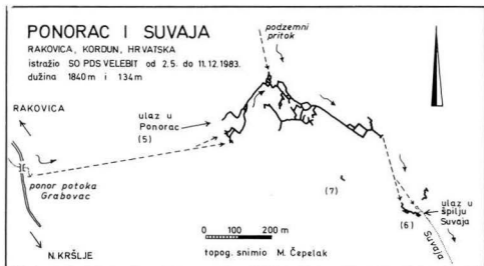 PONORAC I SUVAJA
RAKOVICA, KORDUN, HRVATSKA
istražio SO PDS VELEBIT od 2.5. do 11.12.1983.
dužina 1840 m i 134 m
podzemni
pritok
RAKOVICA
ulaz u
Ponorac
(5)
ponor potoka
Grabovac
(7)
ulaz u
špilju
Suvaja
(6)
Suvaja
N. KRŠLJE
0 100 200 m
topog. snimio M. Čepelak